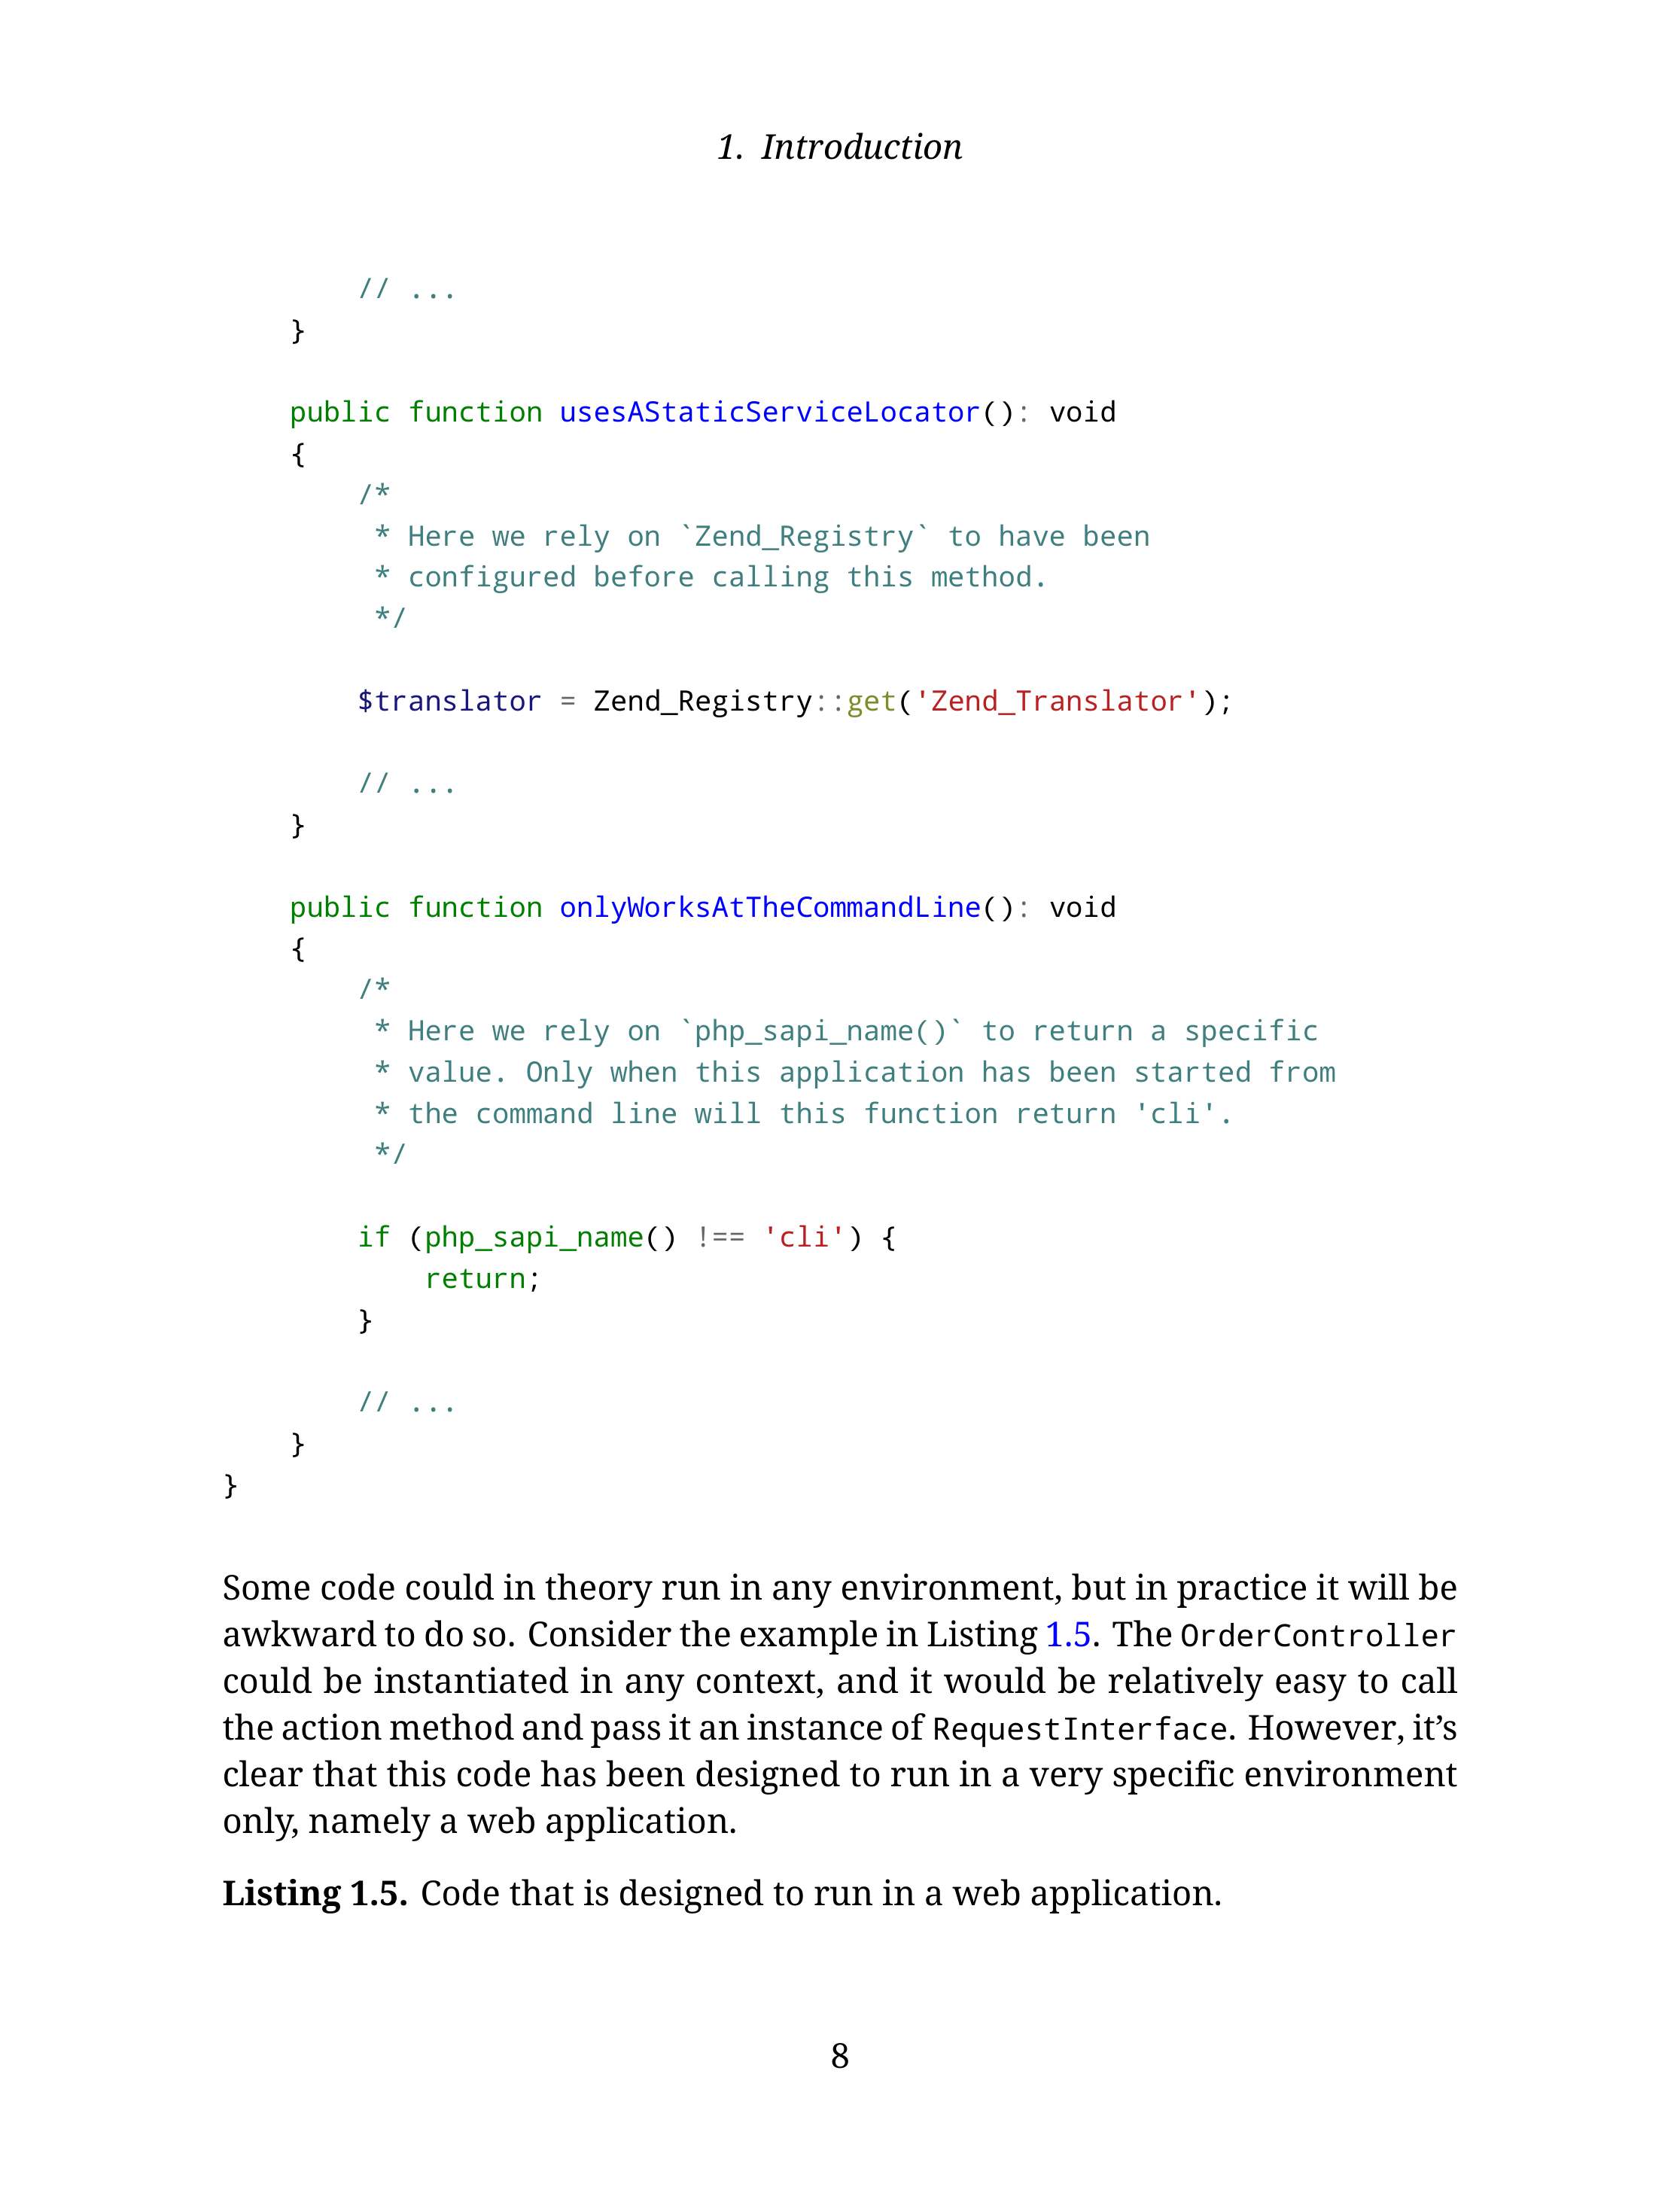 1. Introduction
        // ...
    }

    public function usesAStaticServiceLocator(): void
    {
        /*
         * Here we rely on `Zend_Registry` to have been
         * configured before calling this method.
         */

        $translator = Zend_Registry::get('Zend_Translator');

        // ...
    }

    public function onlyWorksAtTheCommandLine(): void
    {
        /*
         * Here we rely on `php_sapi_name()` to return a specific
         * value. Only when this application has been started from
         * the command line will this function return 'cli'.
         */

        if (php_sapi_name() !== 'cli') {
            return;
        }

        // ...
    }
}
Some code could in theory run in any environment, but in practice it will be
awkward to do so. Consider the example in Listing 1.5. The OrderController
could be instantiated in any context, and it would be relatively easy to call
the action method and pass it an instance of RequestInterface. However, it’s
clear that this code has been designed to run in a very specific environment
only, namely a web application.
Listing 1.5. Code that is designed to run in a web application.
8